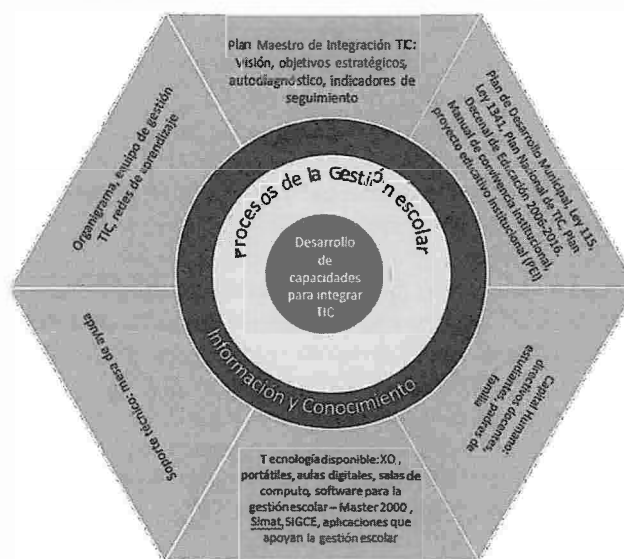 Plan Maestro de Integración TIC:
Visión, objetivos estratégicos,
autodiagnóstico, indicadores de
seguimiento
Plan de Desarrollo Municipal, Ley 115,
Ley 1341, Plan Nacional de TIC, Plan
Decenal de Educación 2006-2016,
Manual de convivencia institucional,
proyecto educativo institucional (PEI)
Organigrama, equipo de gestión
TIC, redes de aprendizaje
Procesos de la Gestión escolar
Desarrollo
de
capacidades
para integrar
TIC
Información y Conocimiento
Soporte técnico: mesa de ayuda
Capital Humano:
directivos docentes,
estudiantes, padres de
familia
Tecnología disponible: XO,
portátiles, aulas digitales, salas
de computo, software para la
gestión escolar – Master 2000,
Simat, SIGCE, aplicaciones que
apoyan la gestión escolar